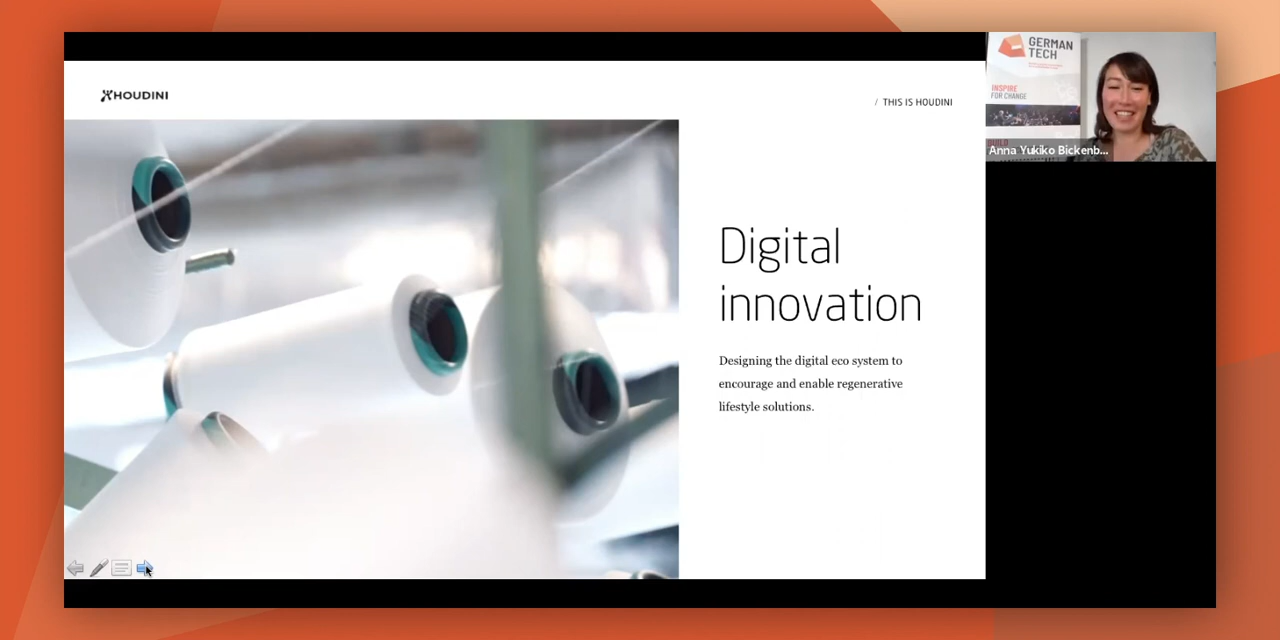 HOUDINI
/ THIS IS HOUDINI
Digital
innovation
Designing the digital eco system to
encourage and enable regenerative
lifestyle solutions.
GERMAN
TECH
INSPIRE
FOR CHANGE
Anna Yukiko Bickenb...